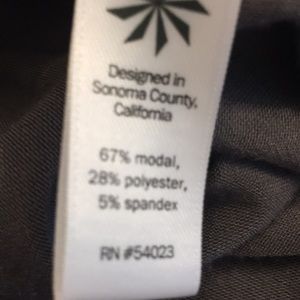 Designed in
Sonoma County,
California
67% modal,
28% polyester,
5% spandex
RN #54023